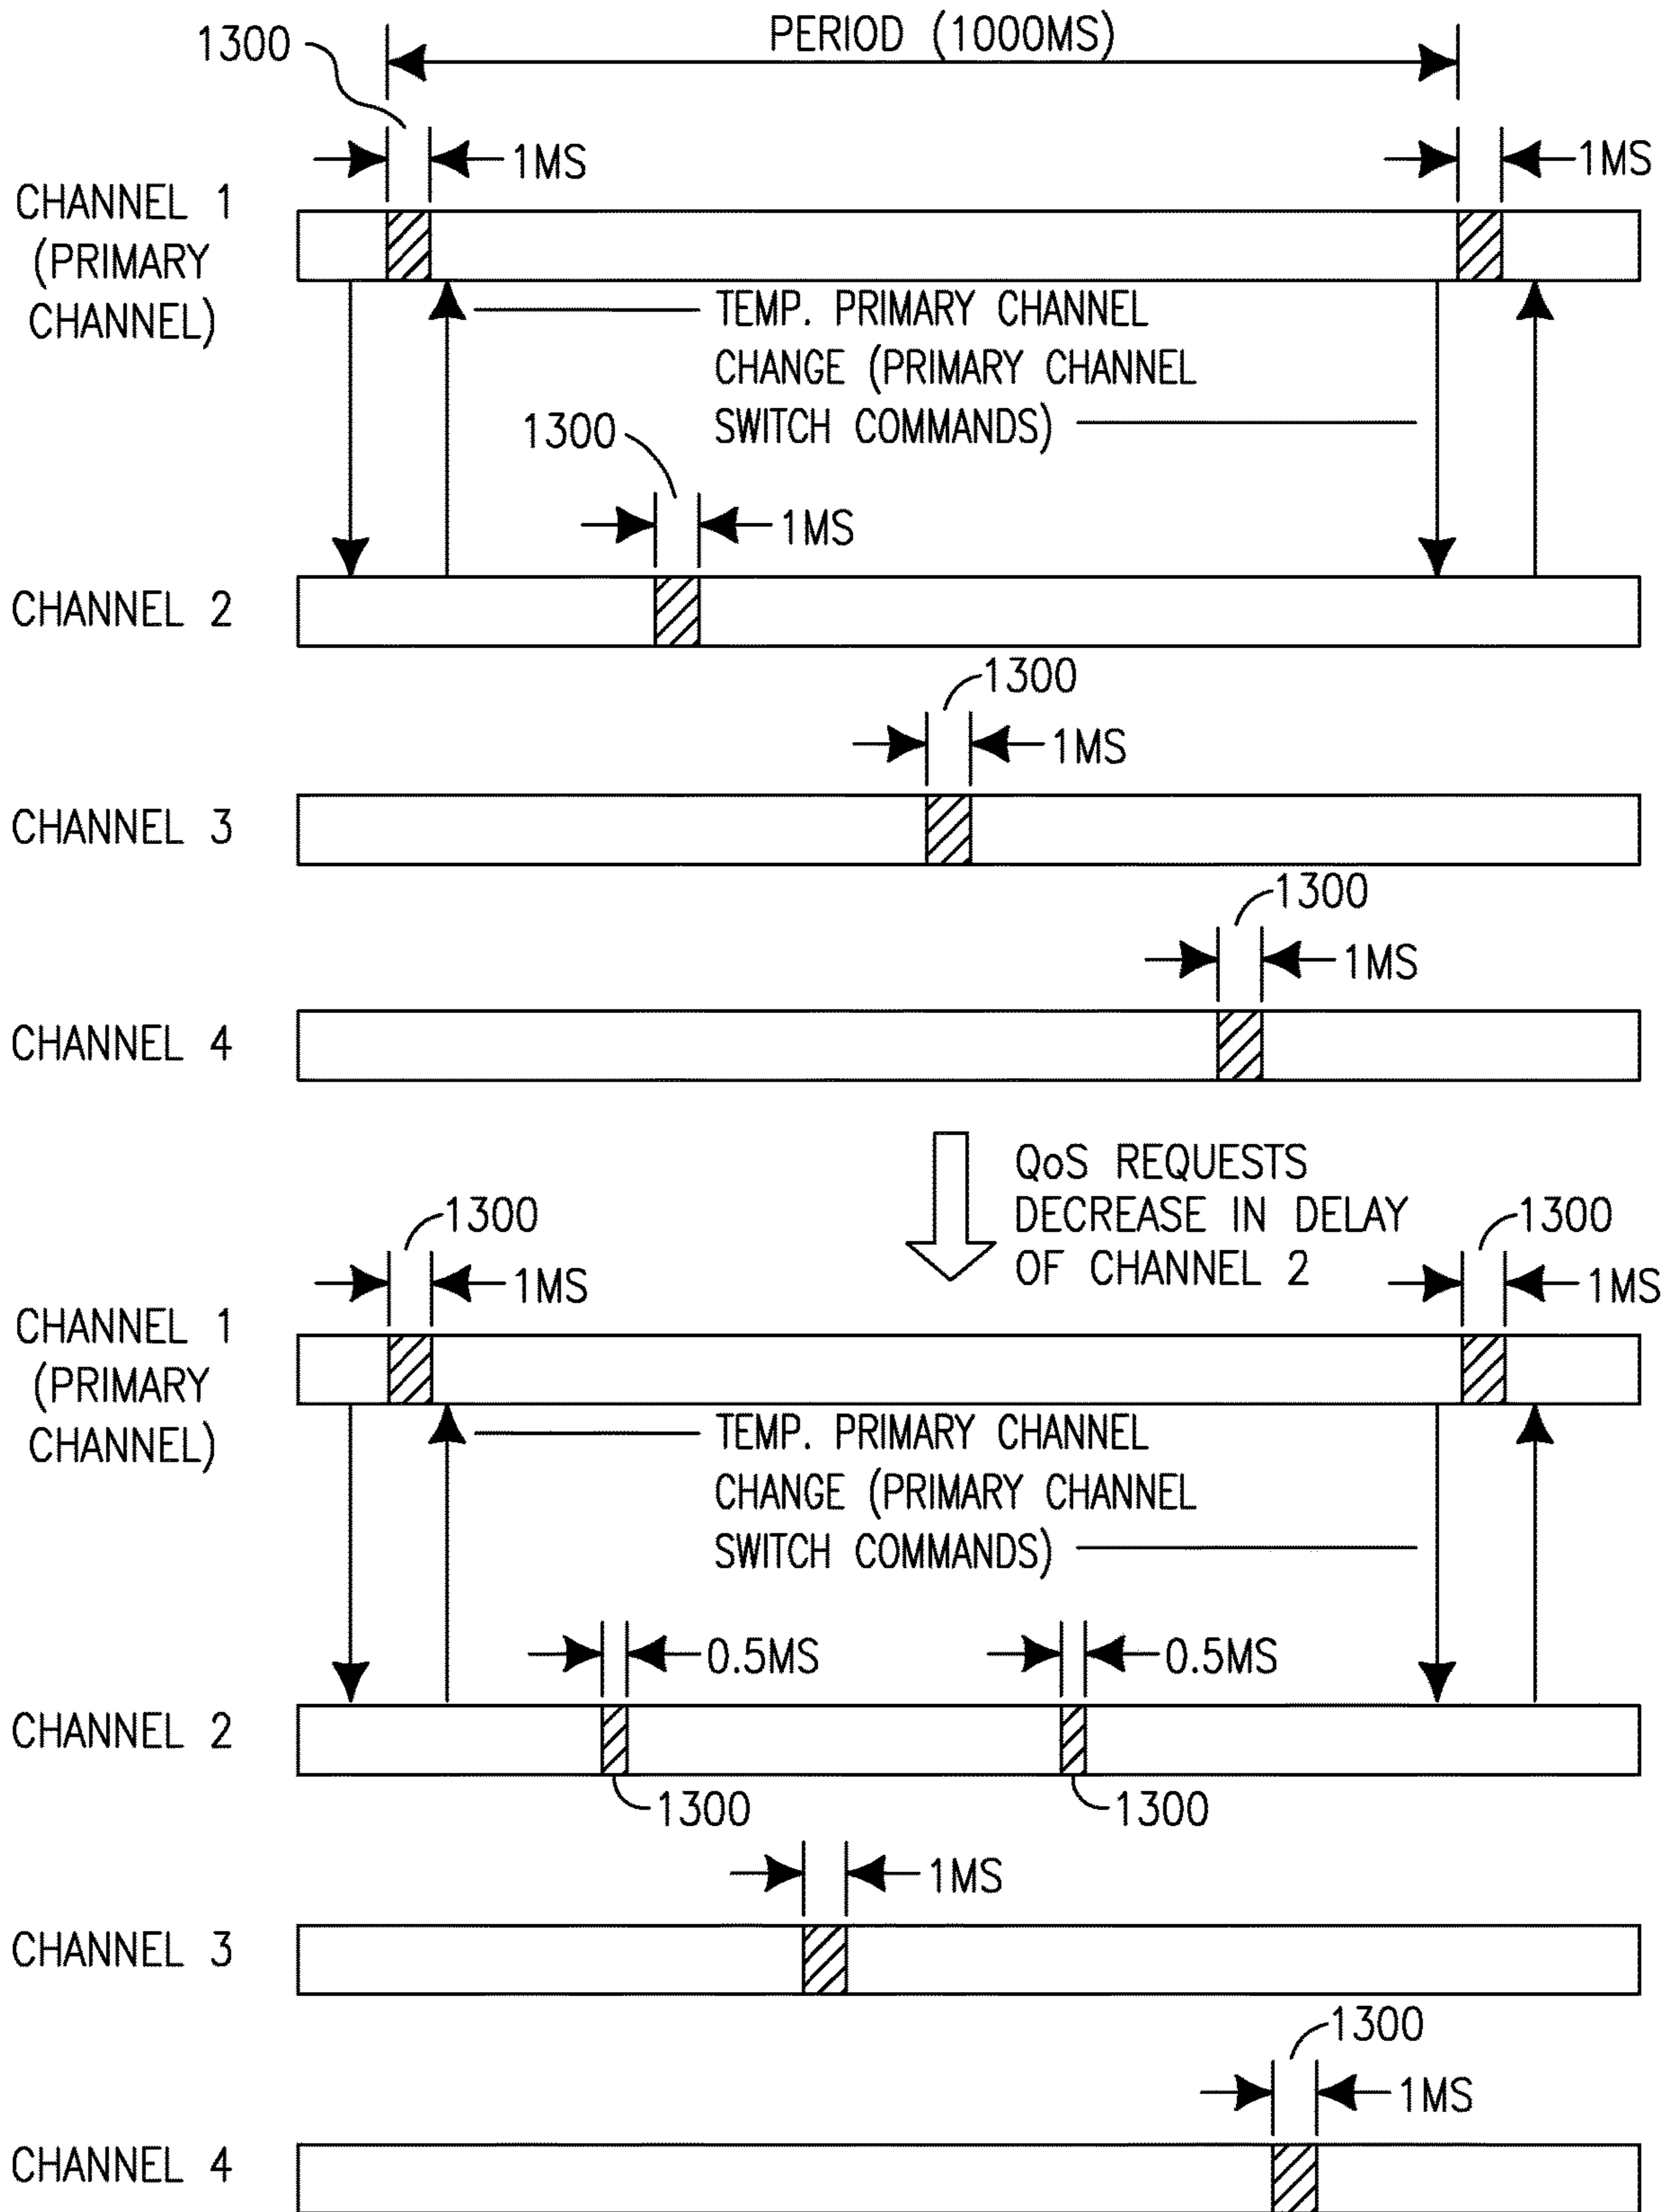 PERIOD (1000MS)
1300
1MS
1MS
CHANNEL 1
(PRIMARY
CHANNEL)
TEMP. PRIMARY CHANNEL
CHANGE (PRIMARY CHANNEL
SWITCH COMMANDS)
1300
1MS
CHANNEL 2
1300
1MS
CHANNEL 3
1300
1MS
CHANNEL 4
QoS REQUESTS
DECREASE IN DELAY
OF CHANNEL 2
1300
1300
1MS
1MS
CHANNEL 1
(PRIMARY
CHANNEL)
TEMP. PRIMARY CHANNEL
CHANGE (PRIMARY CHANNEL
SWITCH COMMANDS)
0.5MS
0.5MS
CHANNEL 2
1300
1300
1MS
CHANNEL 3
1300
1MS
CHANNEL 4